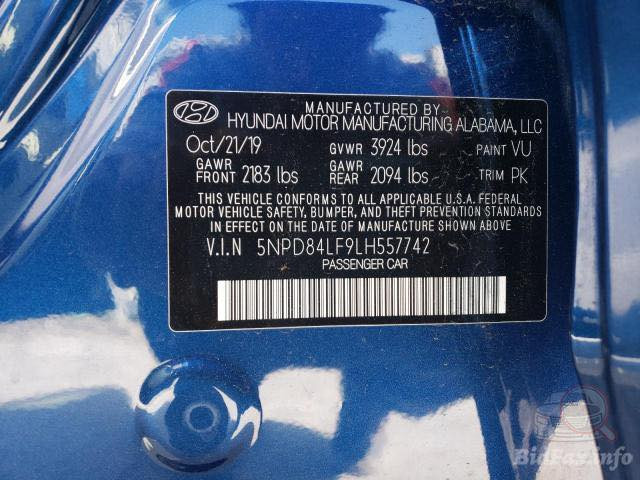 MANUFACTURED BY
HYUNDAI MOTOR MANUFACTURING ALABAMA, LLC
Oct/21/19 GVWR 3924 lbs PAINT VU
GAWR FRONT 2183 lbs GAWR REAR 2094 lbs TRIM PK
THIS VEHICLE CONFORMS TO ALL APPLICABLE U.S.A. FEDERAL
MOTOR VEHICLE SAFETY, BUMPER, AND THEFT PREVENTION STANDARDS
IN EFFECT ON THE DATE OF MANUFACTURE SHOWN ABOVE
V.I.N 5NPD84LF9LH557742
PASSENGER CAR
BidFax.info